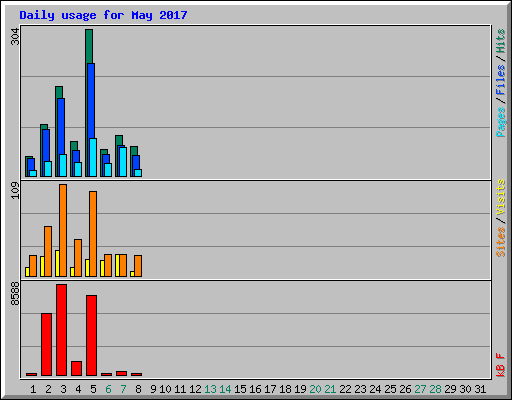 Daily usage for May 2017
304
Pages / Files / Hits
109
Sites / Visits
8588
kB F
1 2 3 4 5 6 7 8 9 10 11 12 13 14 15 16 17 18 19 20 21 22 23 24 25 26 27 28 29 30 31